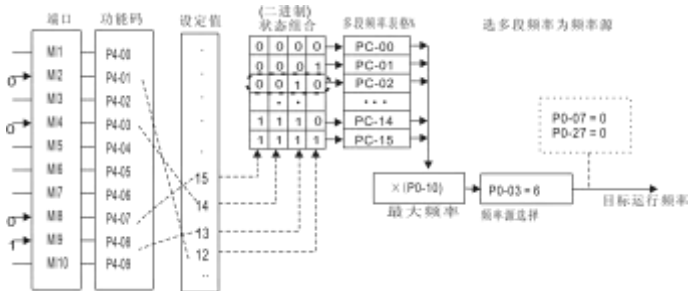 端口
功能码
设定值
(二进制)
状态组合
多段频率表格%
选多段频率为频率源
MI1 P4-00
MI2 P4-01
MI3 P4-02
MI4 P4-03
MI5 P4-04
MI6 P4-05
MI7 P4-06
MI8 P4-07
MI9 P4-08
MI10 P4-09
0
0
0
1
15
14
13
12
0 0 0 0 PC-00
0 0 0 1 PC-01
0 0 1 0 PC-02
1 1 1 0 PC-14
1 1 1 1 PC-15
P0-07 = 0
P0-27 = 0
×(P0-10)
最大频率
P0-03 = 6
频率源选择
目标运行频率